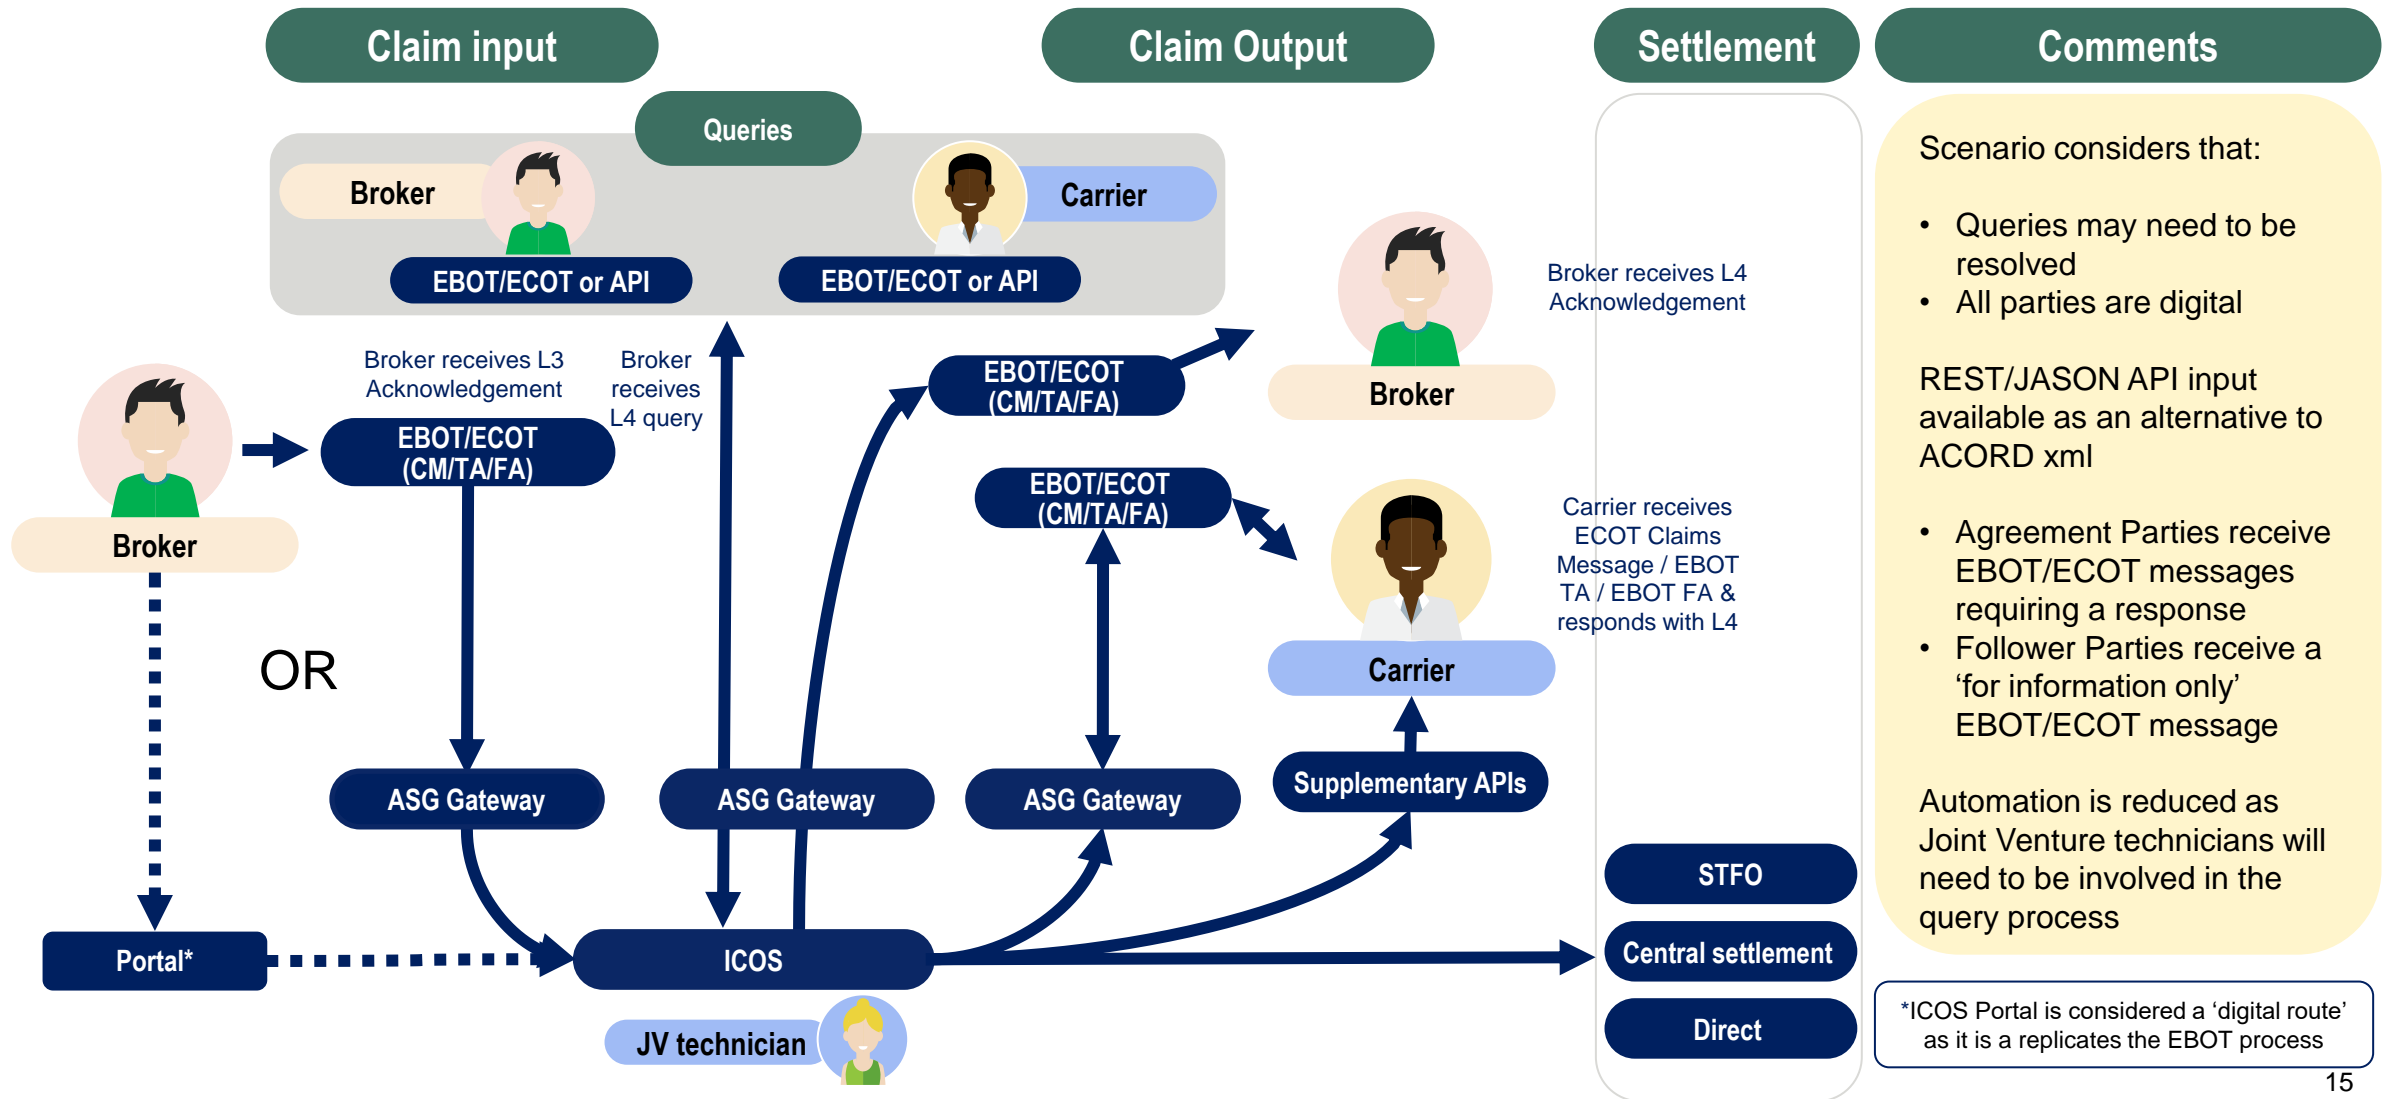 Claim input
Claim Output
Settlement
Comments
Queries
Broker
Carrier
EBOT/ECOT or API
EBOT/ECOT or API
Broker receives L3
Acknowledgement
Broker
receives
L4 query
EBOT/ECOT
(CM/TA/FA)
Broker
OR
ASG Gateway
ASG Gateway
ASG Gateway
Portal*
ICOS
JV technician
EBOT/ECOT
(CM/TA/FA)
Broker
Broker receives L4
Acknowledgement
EBOT/ECOT
(CM/TA/FA)
Carrier
Carrier receives
ECOT Claims
Message / EBOT
TA / EBOT FA &
responds with L4
Supplementary APIs
STFO
Central settlement
Direct
Scenario considers that:
• Queries may need to be
resolved
• All parties are digital
REST/JASON API input
available as an alternative to
ACORD xml
• Agreement Parties receive
EBOT/ECOT messages
requiring a response
• Follower Parties receive a
‘for information only’
EBOT/ECOT message
Automation is reduced as
Joint Venture technicians will
need to be involved in the
query process
*ICOS Portal is considered a ‘digital route’
as it is a replicates the EBOT process
15